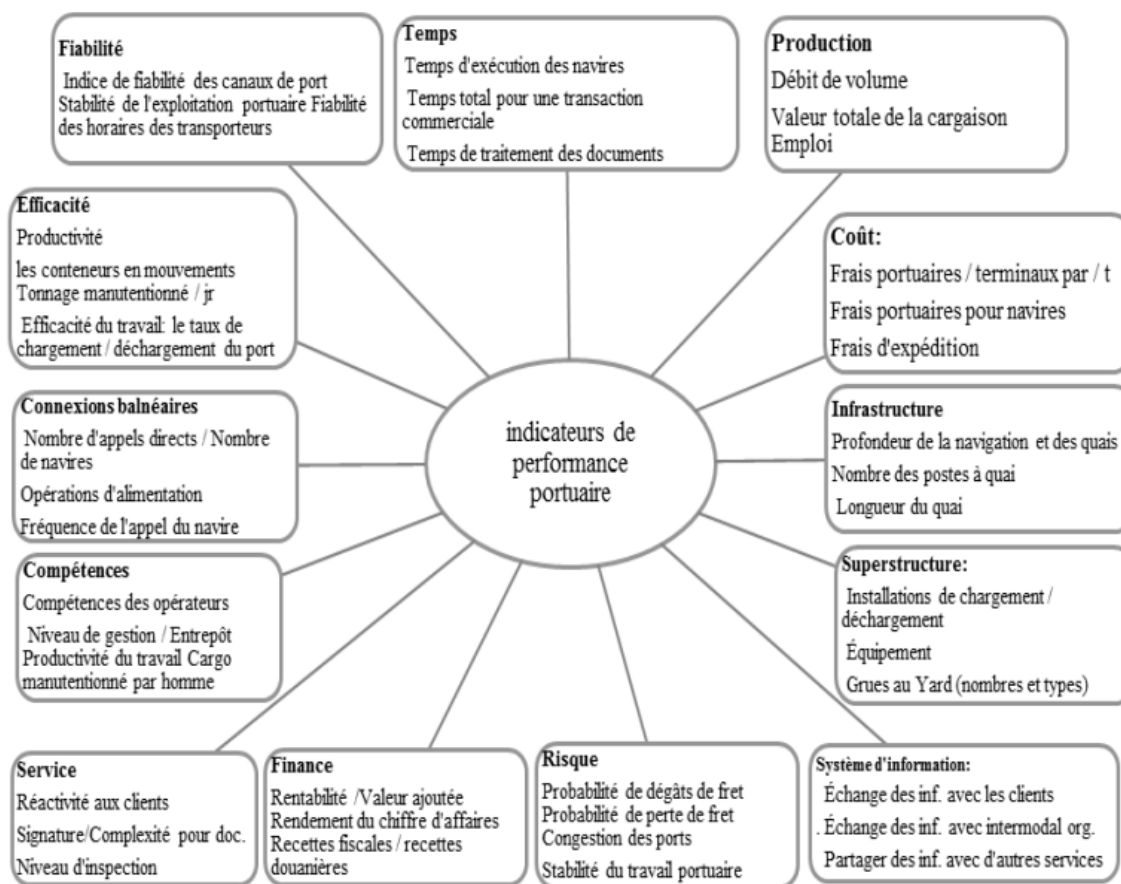 Fiabilité
Indice de fiabilité des canaux de port
Stabilité de l'exploitation portuaire Fiabilité
des horaires des transporteurs
Temps
Temps d'exécution des navires
Temps total pour une transaction
commerciale
Temps de traitement des documents
Production
Débit de volume
Valeur totale de la cargaison
Emploi
Efficacité
Productivité
les conteneurs en mouvements
Tonnage manutentionné / jr
Efficacité du travail: le taux de
chargement / déchargement du port
Coût:
Frais portuaires / terminaux par / t
Frais portuaires pour navires
Frais d'expédition
indicateurs de
performance
portuaire
Connexions balnéaires
Nombre d'appels directs / Nombre
de navires
Opérations d'alimentation
Fréquence de l'appel du navire
Infrastructure
Profondeur de la navigation et des quais
Nombre des postes à quai
Longueur du quai
Compétences
Compétences des opérateurs
Niveau de gestion / Entrepôt
Productivité du travail Cargo
manutentionné par homme
Superstructure:
Installations de chargement /
déchargement
Équipement
Grues au Yard (nombres et types)
Service
Réactivité aux clients
Signature/Complexité pour doc.
Niveau d'inspection
Finance
Rentabilité /Valeur ajoutée
Rendement du chiffre d'affaires
Recettes fiscales / recettes
douanières
Risque
Probabilité de dégâts de fret
Probabilité de perte de fret
Congestion des ports
Stabilité du travail portuaire
Système d'information:
Échange des inf. avec les clients
. Échange des inf. avec intermodal org.
Partager des inf. avec d'autres services